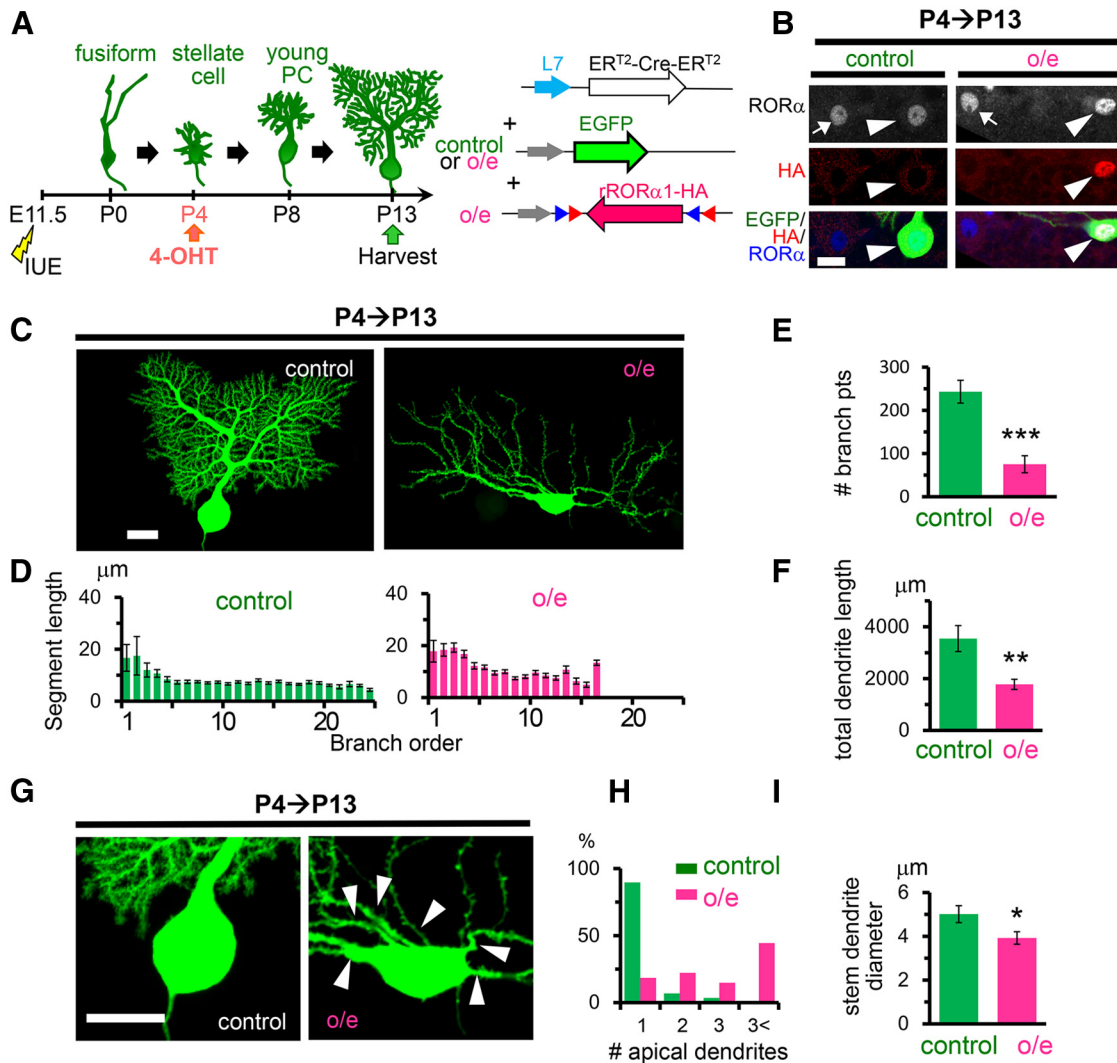 A
fusiform
stellate
cell
young
PC
E11.5
P0
P4
P8
P13
IUE
4-OHT
Harvest
L7
ER^T2-Cre-ER^T2
+
control
or o/e
EGFP
+
o/e
rRORα1-HA
B
P4→P13
control
o/e
RORα
HA
EGFP/
HA/
RORα
C
P4→P13
control
o/e
D
μm
Segment length
40
20
0
control
1
10
20
40
20
0
o/e
1
10
20
Branch order
E
# branch pts
300
200
100
0
***
control
o/e
F
μm
total dendrite length
4000
2000
0
**
control
o/e
G
P4→P13
control
o/e
H
%
100
50
0
control
o/e
1
2
3
3<
# apical dendrites
I
μm
stem dendrite
diameter
6
4
2
0
*
control
o/e